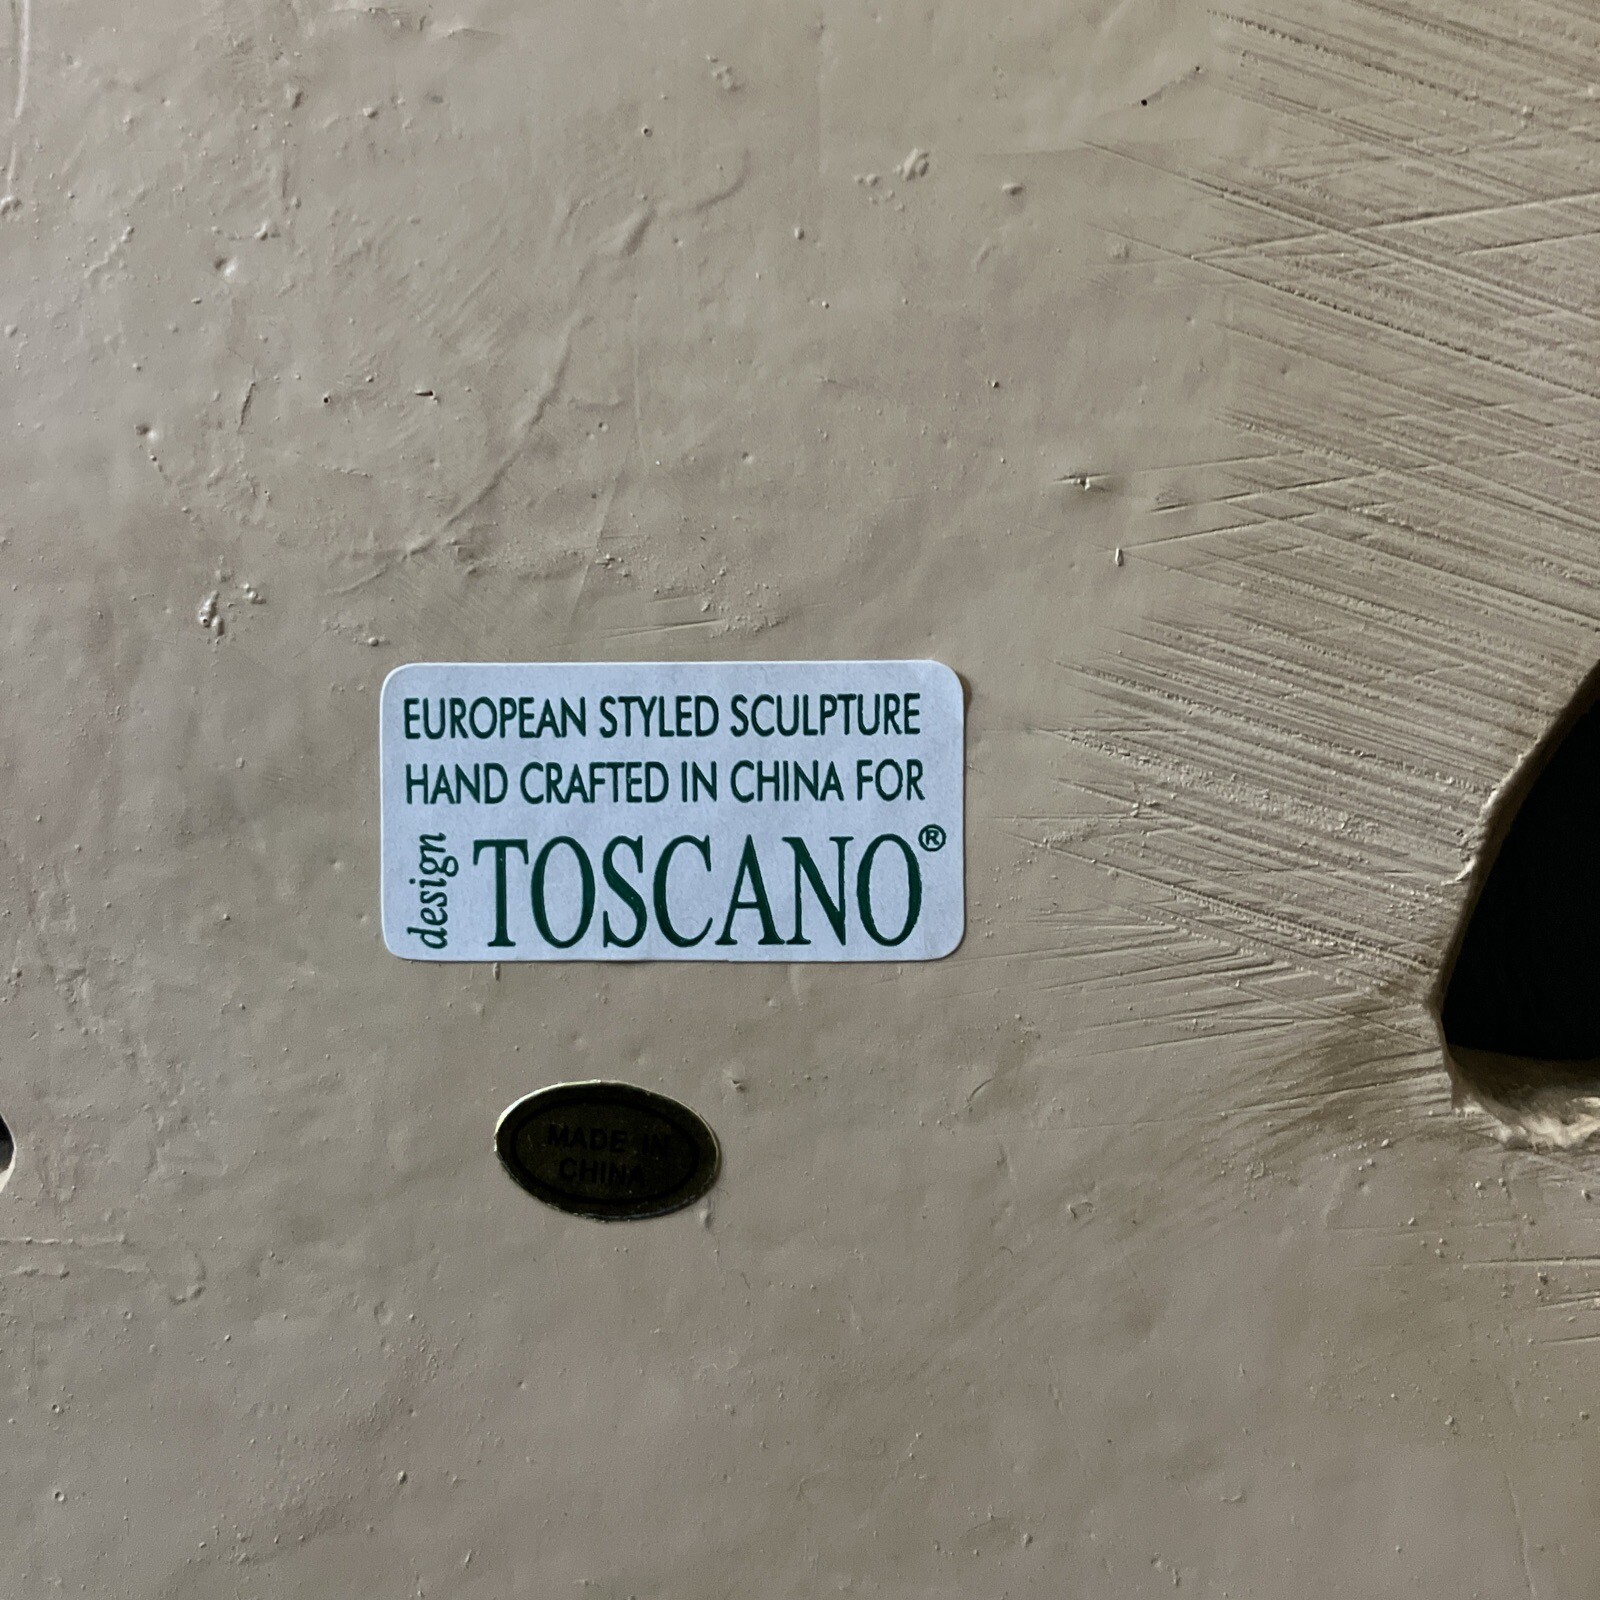 EUROPEAN STYLED SCULPTURE
HAND CRAFTED IN CHINA FOR
design TOSCANO®
MADE IN
CHINA